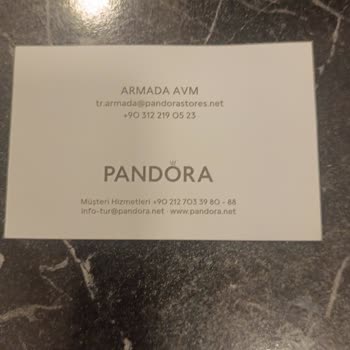 ARMADA AVM
tr.armada@pandorastores.net
+90 312 219 05 23
PANDORA
Müşteri Hizmetleri +90 212 703 39 80 - 88
info-tur@pandora.net · www.pandora.net